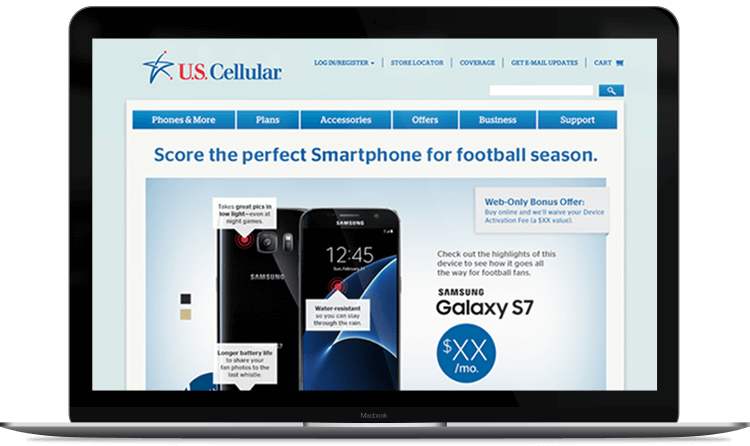 U.S. Cellular
LOG IN/REGISTER
STORE LOCATOR
COVERAGE
GET E-MAIL UPDATES
CART
Phones & More
Plans
Accessories
Offers
Business
Support
Score the perfect Smartphone for football season.
Takes great pics in
low light—even at
night games.
Web-Only Bonus Offer:
Buy online and we'll waive your Device
Activation Fee (a $XX value).
SAMSUNG
SAMSUNG
12:45
Sun, February 21
Check out the highlights of this
device to see how it goes all
the way for football fans.
SAMSUNG
Galaxy S7
Water-resistant
so you can stay
through the rain.
$XX
/mo.
Longer battery life
to share your
fan photos to the
last whistle.
Macbook